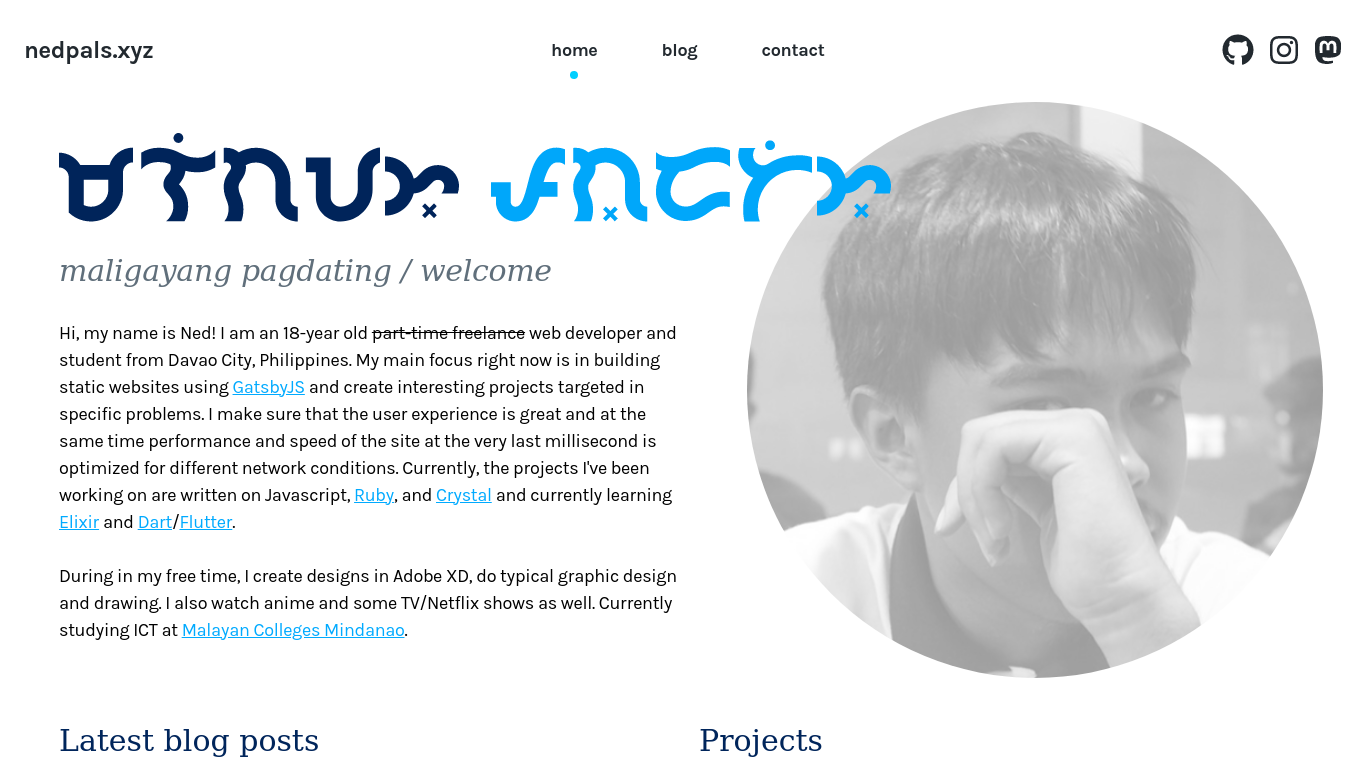 nedpals.xyz
home blog contact
ᜋᜎᜒᜄᜌᜅ᜔ ᜉᜄ᜔ᜇᜆᜒᜅ᜔
maligayang pagdating / welcome
Hi, my name is Ned! I am an 18-year old part-time freelance web developer and
student from Davao City, Philippines. My main focus right now is in building
static websites using GatsbyJS and create interesting projects targeted in
specific problems. I make sure that the user experience is great and at the
same time performance and speed of the site at the very last millisecond is
optimized for different network conditions. Currently, the projects I've been
working on are written on Javascript, Ruby, and Crystal and currently learning
Elixir and Dart/Flutter.
During in my free time, I create designs in Adobe XD, do typical graphic design
and drawing. I also watch anime and some TV/Netflix shows as well. Currently
studying ICT at Malayan Colleges Mindanao.
Latest blog posts
Projects